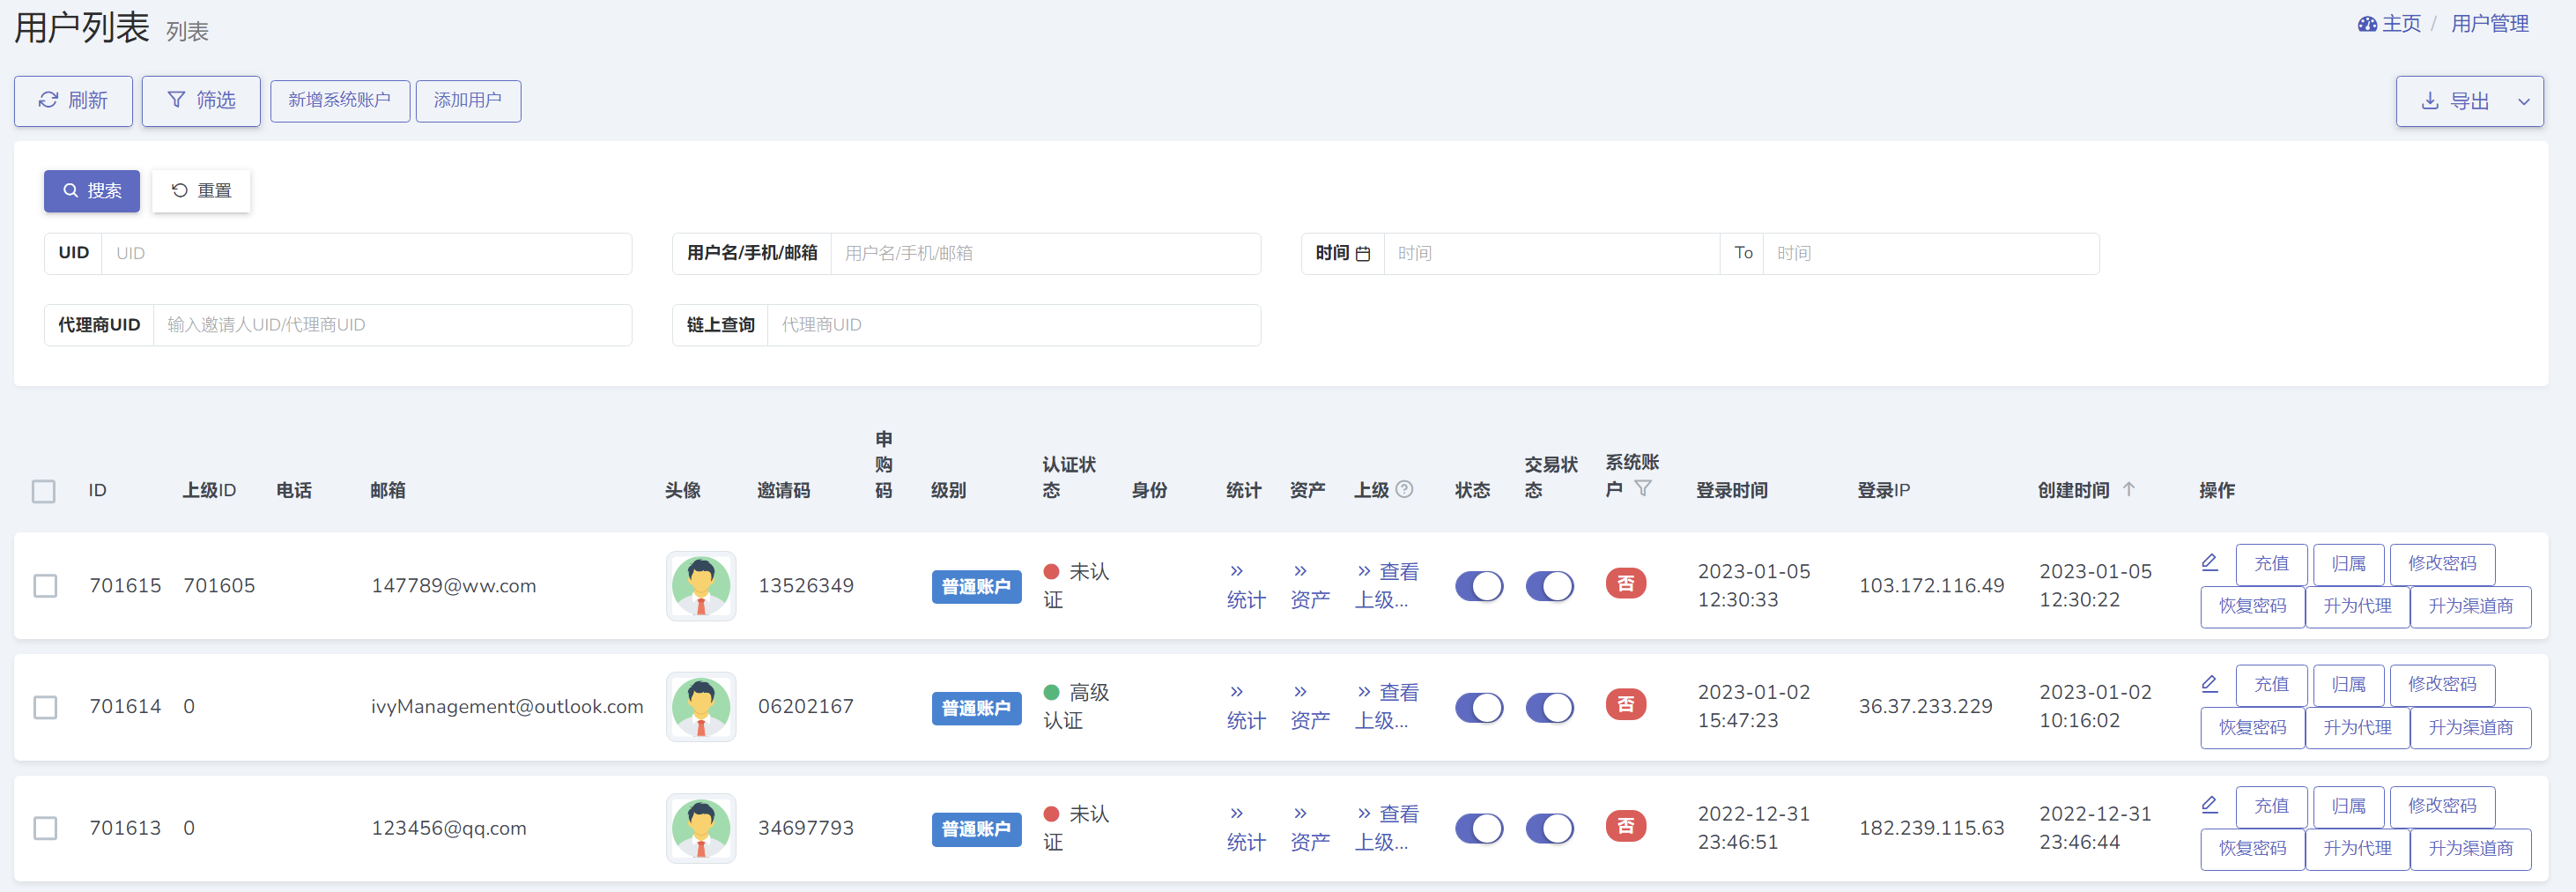 用户列表 列表
主页 / 用户管理
刷新 筛选 新增系统账户 添加用户 导出
搜索 重置
UID UID 用户名/手机/邮箱 用户名/手机/邮箱 时间 时间 To 时间
代理商UID 输入邀请人UID/代理商UID 链上查询 代理商UID
ID 上级ID 电话 邮箱 头像 邀请码 申购码 级别 认证状态 身份 统计 资产 上级 状态 交易状态 系统账户 登录时间 登录IP 创建时间 操作
701615 701605 147789@ww.com 13526349 普通账户 未认证 统计 资产 查看上级... 否 2023-01-05 12:30:33 103.172.116.49 2023-01-05 12:30:22 充值 归属 修改密码
恢复密码 升为代理 升为渠道商
701614 0 ivyManagement@outlook.com 06202167 普通账户 高级认证 统计 资产 查看上级... 否 2023-01-02 15:47:23 36.37.233.229 2023-01-02 10:16:02 充值 归属 修改密码
恢复密码 升为代理 升为渠道商
701613 0 123456@qq.com 34697793 普通账户 未认证 统计 资产 查看上级... 否 2022-12-31 23:46:51 182.239.115.63 2022-12-31 23:46:44 充值 归属 修改密码
恢复密码 升为代理 升为渠道商